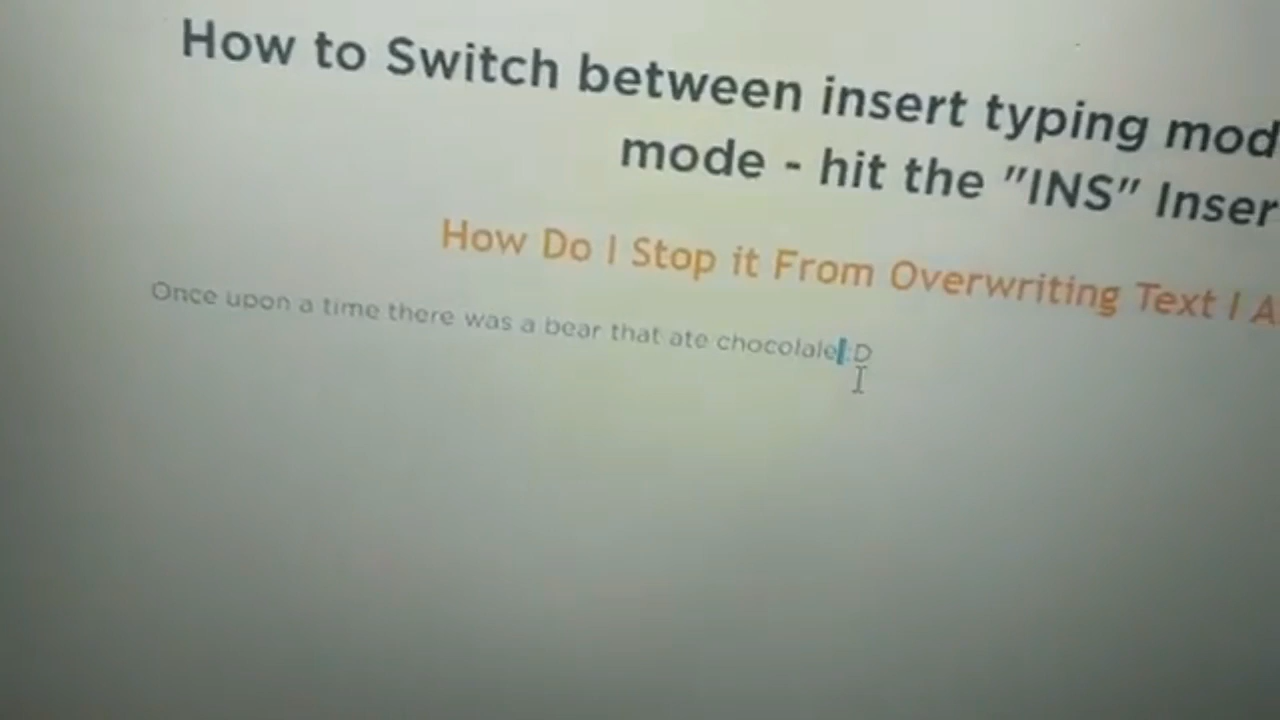 How to Switch between insert typing mod
mode - hit the "INS" Inser
How Do I Stop it From Overwriting Text I A
Once upon a time there was a bear that ate chocolale :D